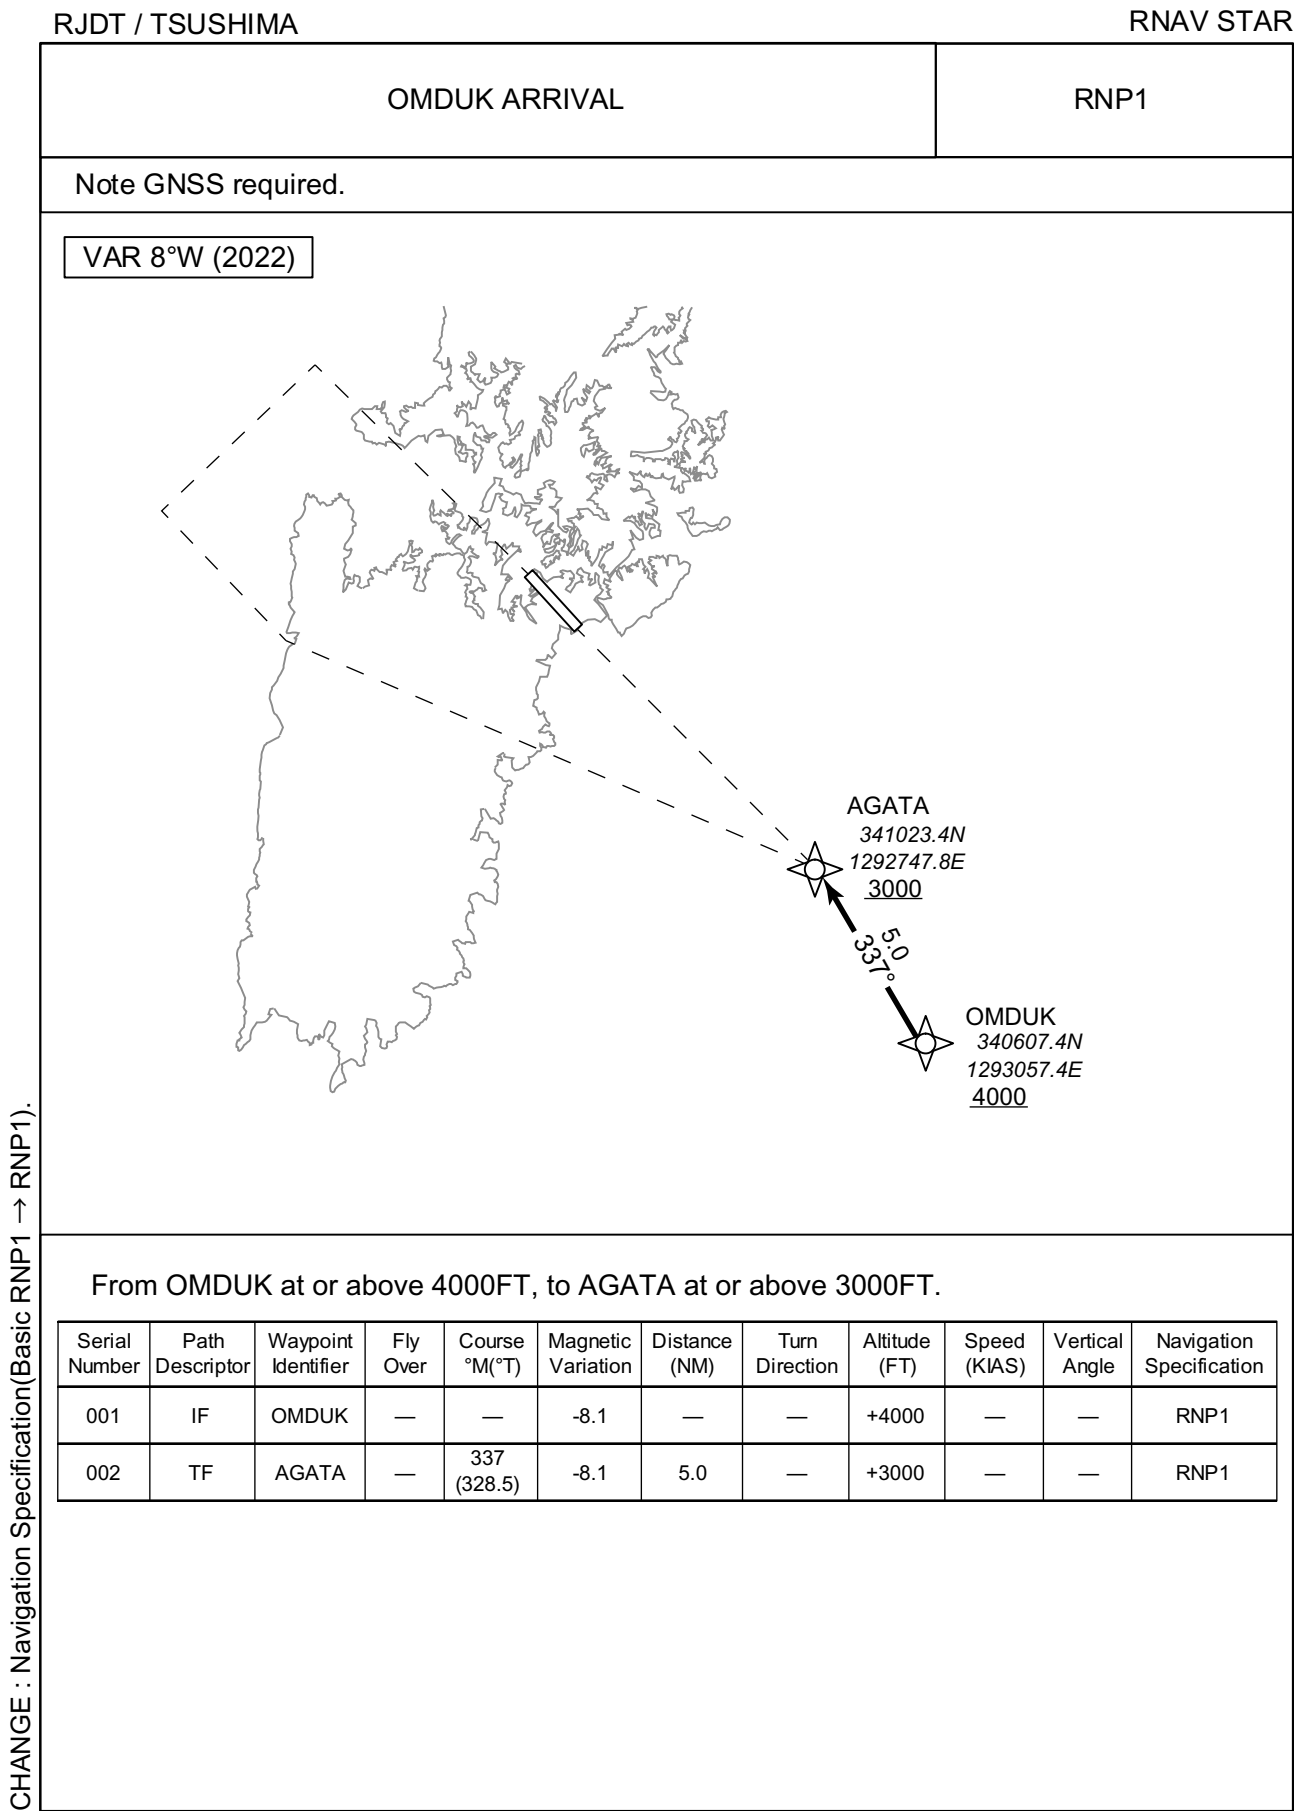 RJDT / TSUSHIMA
RNAV STAR
OMDUK ARRIVAL
RNP1
Note GNSS required.
VAR 8°W (2022)
AGATA
341023.4N
1292747.8E
3000
5.0
337°
OMDUK
340607.4N
1293057.4E
4000
CHANGE : Navigation Specification(Basic RNP1 → RNP1).
From OMDUK at or above 4000FT, to AGATA at or above 3000FT.
Serial Path Waypoint Fly Course Magnetic Distance Turn Altitude Speed Vertical Navigation
Number Descriptor Identifier Over °M(°T) Variation (NM) Direction (FT) (KIAS) Angle Specification
001 IF OMDUK — — -8.1 — — +4000 — — RNP1
002 TF AGATA — 337 -8.1 5.0 — +3000 — — RNP1
(328.5)